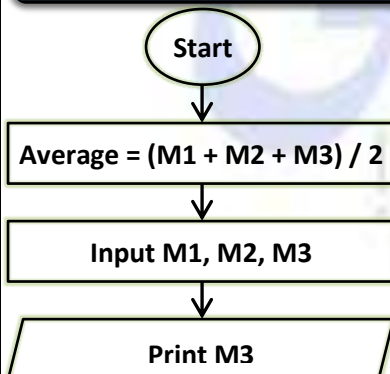 Start
Average = (M1 + M2 + M3) / 2
Input M1, M2, M3
Print M3